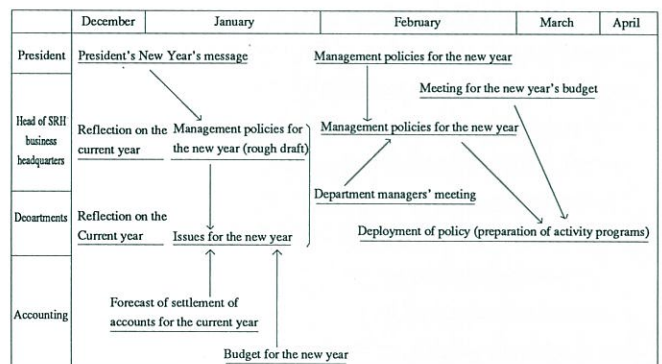 December January February March April
President President's New Year's message Management policies for the new year
Meeting for the new year's budget
Head of SRH
business
headquarters
Reflection on the
current year
Management policies for
the new year (rough draft)
Management policies for the new year
Department managers' meeting
Deoartments
Reflection on the
Current year
Issues for the new year
Deployment of policy (preparation of activity programs)
Accounting
Forecast of settlement of
accounts for the current year
Budget for the new year